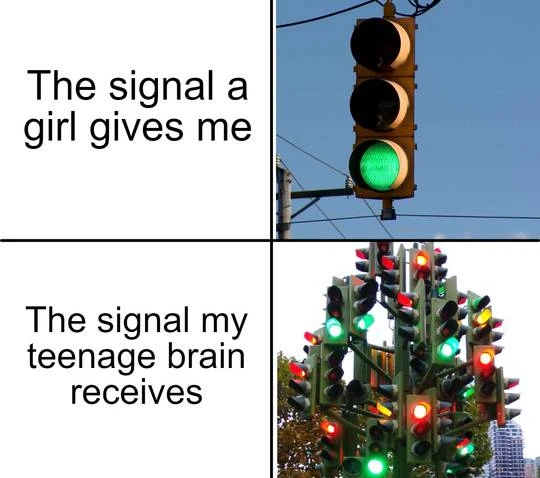 The signal a
girl gives me
The signal my
teenage brain
receives